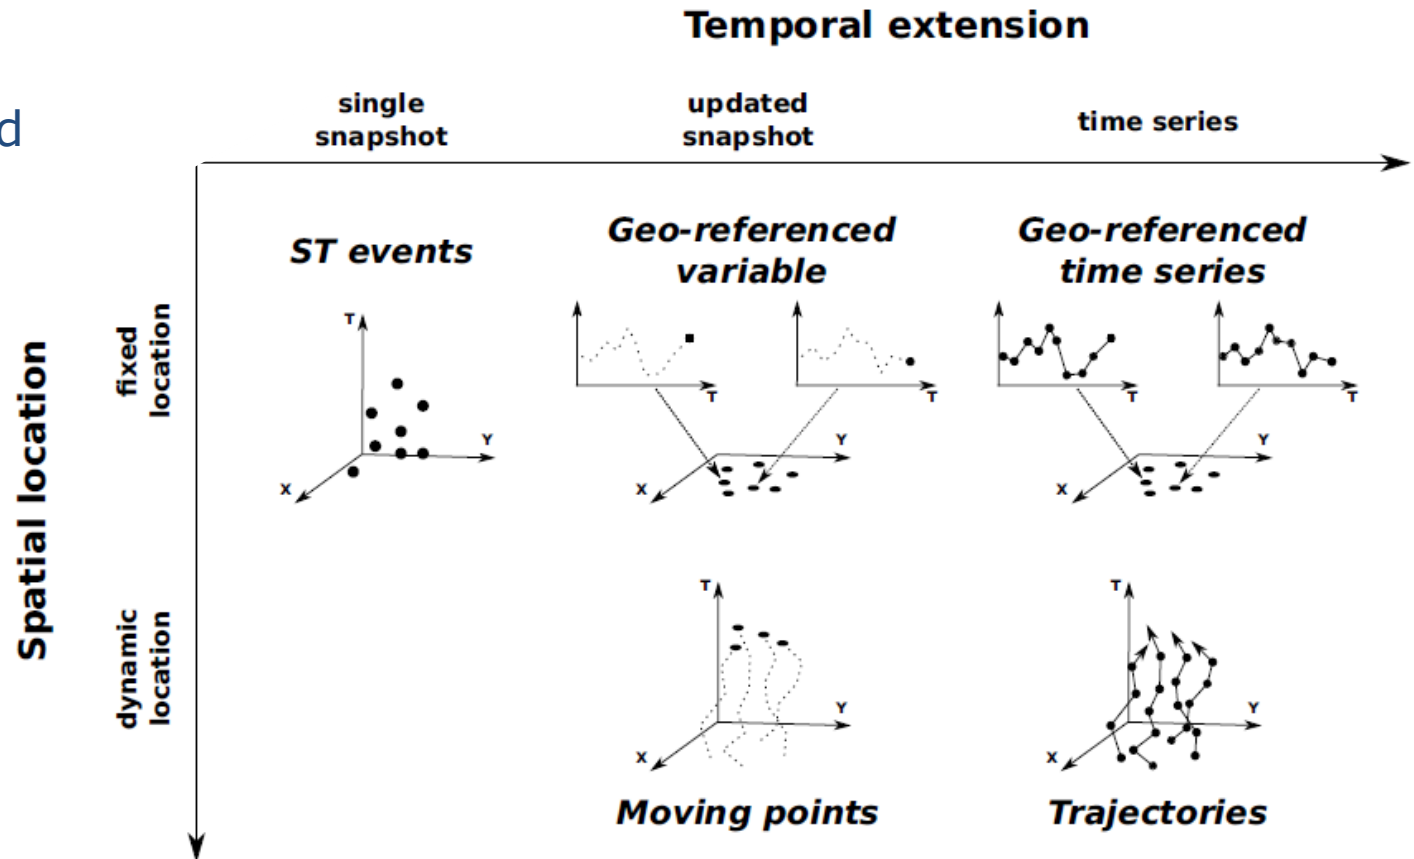 Temporal extension
single
snapshot
updated
snapshot
time series
d
Spatial location
fixed
location
dynamic
location
ST events
T
Y
X
Geo-referenced
variable
T
T
Y
X
Geo-referenced
time series
T
T
Y
X
T
Y
X
Moving points
T
Y
X
Trajectories